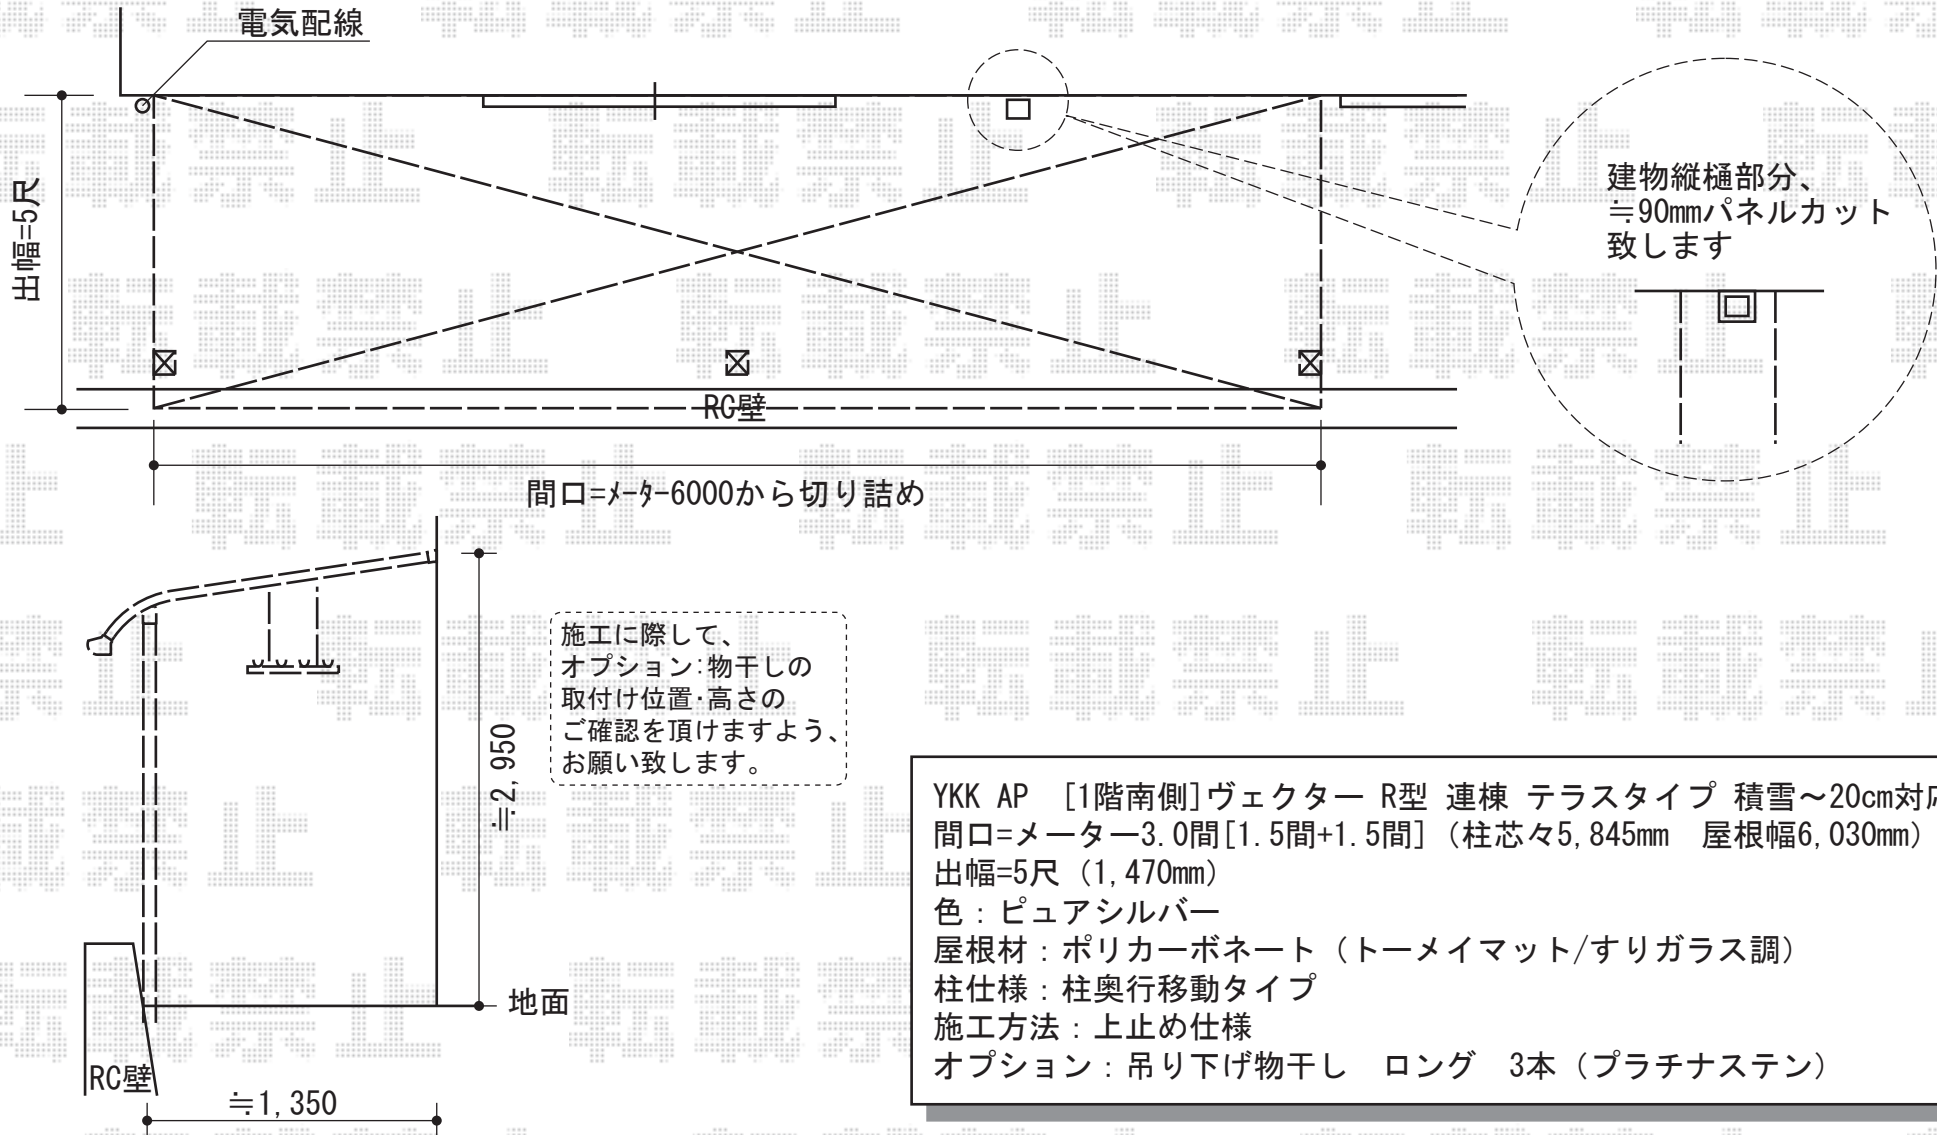 電気配線
出幅=5尺
建物縦樋部分、
≒90mmパネルカット
致します
RC壁
間口=メーター6000から切り詰め
施工に際して、
オプション:物干しの
取付け位置・高さの
ご確認を頂けますよう、
お願い致します。
≒2,950
地面
RC壁
≒1,350
YKK AP [1階南側]ヴェクター R型 連棟 テラスタイプ 積雪～20cm対応
間口=メーター3.0間[1.5間+1.5間] (柱芯々5,845mm 屋根幅6,030mm)
出幅=5尺 (1,470mm)
色：ピュアシルバー
屋根材：ポリカーボネート (トーメイマット/すりガラス調)
柱仕様：柱奥行移動タイプ
施工方法：上止め仕様
オプション：吊り下げ物干し ロング 3本 (プラチナステン)
転載禁止